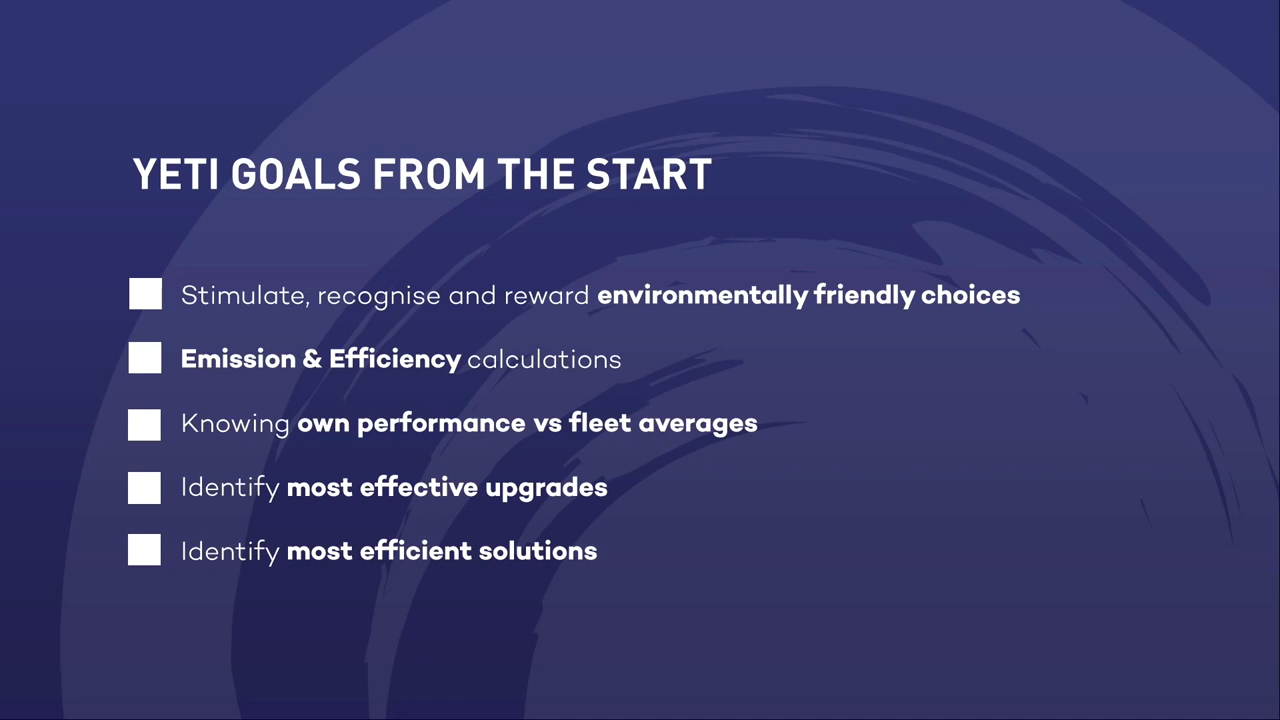 YETI GOALS FROM THE START
Stimulate, recognise and reward environmentally friendly choices
Emission & Efficiency calculations
Knowing own performance vs fleet averages
Identify most effective upgrades
Identify most efficient solutions